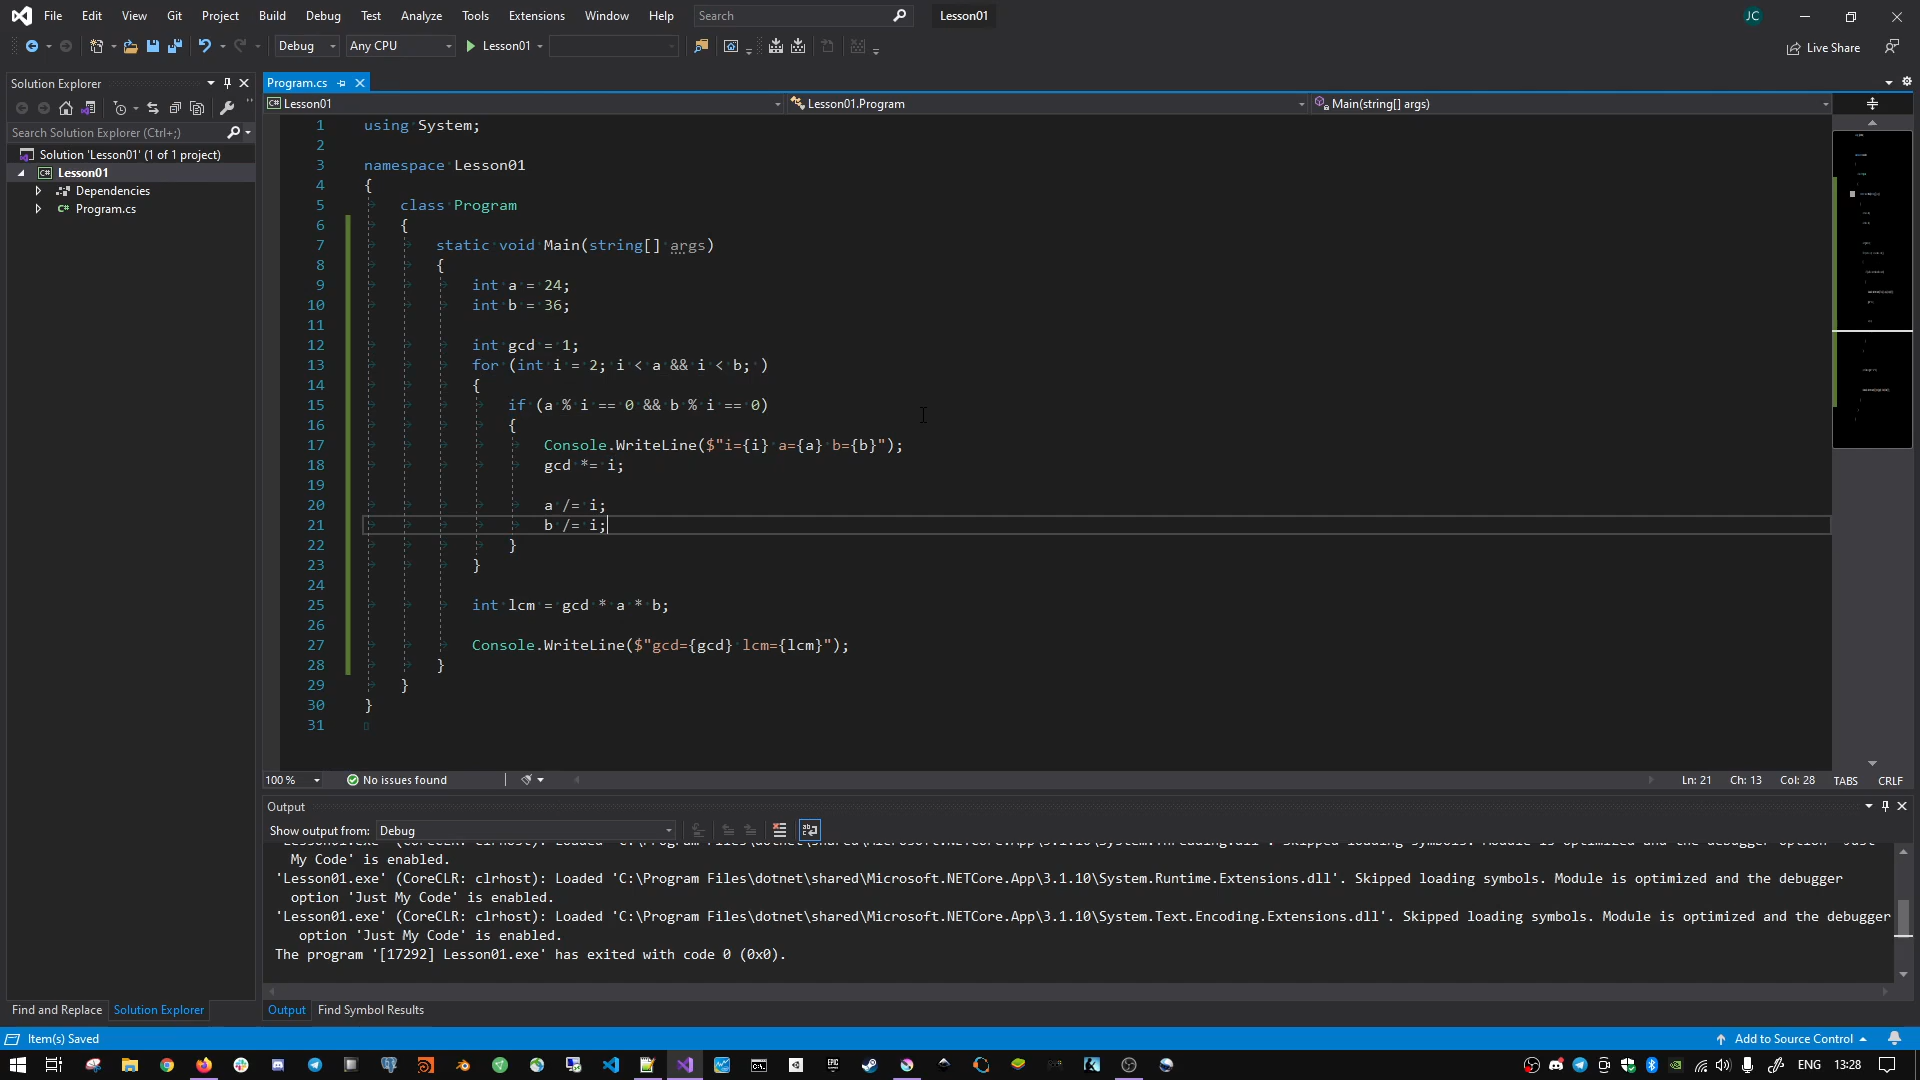 File Edit View Git Project Build Debug Test Analyze Tools Extensions Window Help Search Lesson01 JC
Debug Any CPU Lesson01 Live Share
Solution Explorer
Search Solution Explorer (Ctrl+;)
Solution 'Lesson01' (1 of 1 project)
C# Lesson01
Dependencies
C# Program.cs
Program.cs
C# Lesson01 Lesson01.Program Main(string[] args)
1 using System;
2
3 namespace Lesson01
4 {
5 class Program
6 {
7 static void Main(string[] args)
8 {
9 int a = 24;
10 int b = 36;
11
12 int gcd = 1;
13 for (int i = 2; i < a && i < b; )
14 {
15 if (a % i == 0 && b % i == 0)
16 {
17 Console.WriteLine($"i={i} a={a} b={b}");
18 gcd *= i;
19
20 a /= i;
21 b /= i;
22 }
23 }
24
25 int lcm = gcd * a * b;
26
27 Console.WriteLine($"gcd={gcd} lcm={lcm}");
28 }
29 }
30 }
31
100 % No issues found Ln: 21 Ch: 13 Col: 28 TABS CRLF
Output
Show output from: Debug
My Code' is enabled.
'Lesson01.exe' (CoreCLR: clrhost): Loaded 'C:\Program Files\dotnet\shared\Microsoft.NETCore.App\3.1.10\System.Runtime.Extensions.dll'. Skipped loading symbols. Module is optimized and the debugger
option 'Just My Code' is enabled.
'Lesson01.exe' (CoreCLR: clrhost): Loaded 'C:\Program Files\dotnet\shared\Microsoft.NETCore.App\3.1.10\System.Text.Encoding.Extensions.dll'. Skipped loading symbols. Module is optimized and the debugger
option 'Just My Code' is enabled.
The program '[17292] Lesson01.exe' has exited with code 0 (0x0).
Find and Replace Solution Explorer Output Find Symbol Results
Item(s) Saved Add to Source Control
ENG 13:28